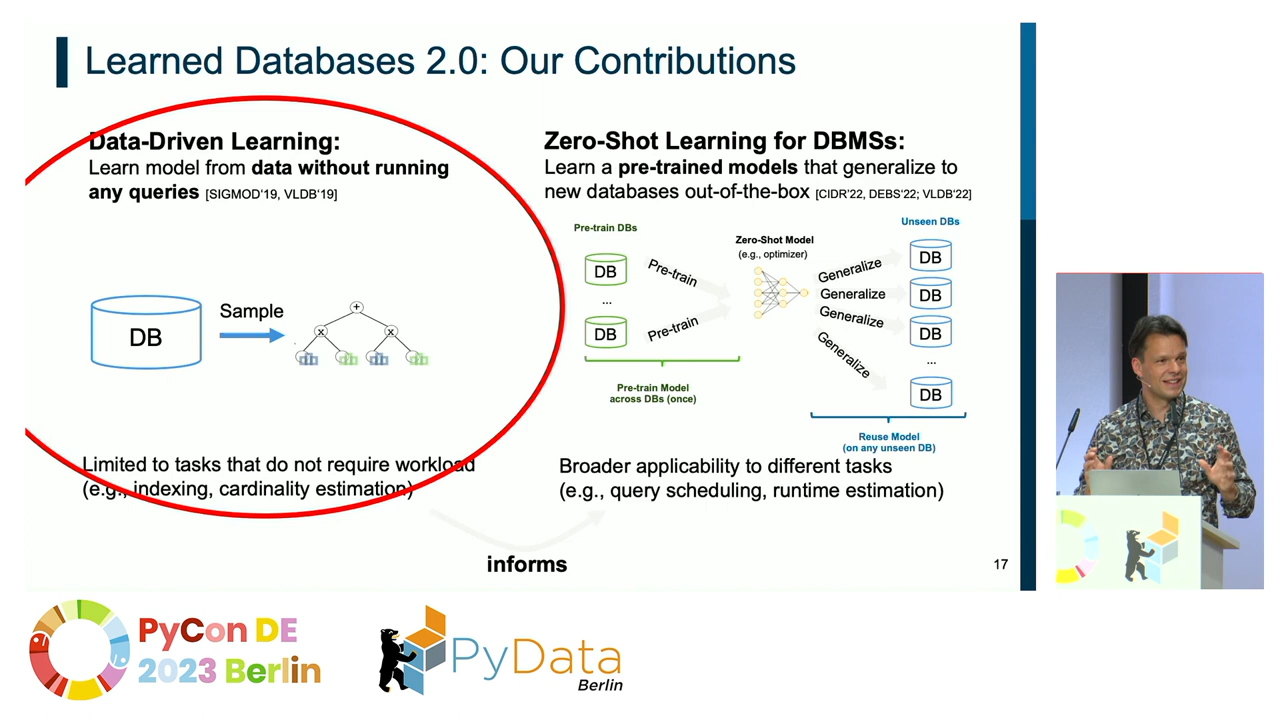 Learned Databases 2.0: Our Contributions
Data-Driven Learning:
Learn model from data without running
any queries [SIGMOD‘19, VLDB‘19]
DB
Sample
+
x
x
Limited to tasks that do not require workload
(e.g., indexing, cardinality estimation)
Zero-Shot Learning for DBMSs:
Learn a pre-trained models that generalize to
new databases out-of-the-box [CIDR’22, DEBS‘22; VLDB‘22]
Pre-train DBs
DB
...
DB
Pre-train
Pre-train
Pre-train Model
across DBs (once)
Zero-Shot Model
(e.g., optimizer)
Generalize
Generalize
Generalize
Generalize
Unseen DBs
DB
DB
DB
...
DB
Reuse Model
(on any unseen DB)
Broader applicability to different tasks
(e.g., query scheduling, runtime estimation)
informs
17
PyCon DE
2023 Berlin
PyData
Berlin